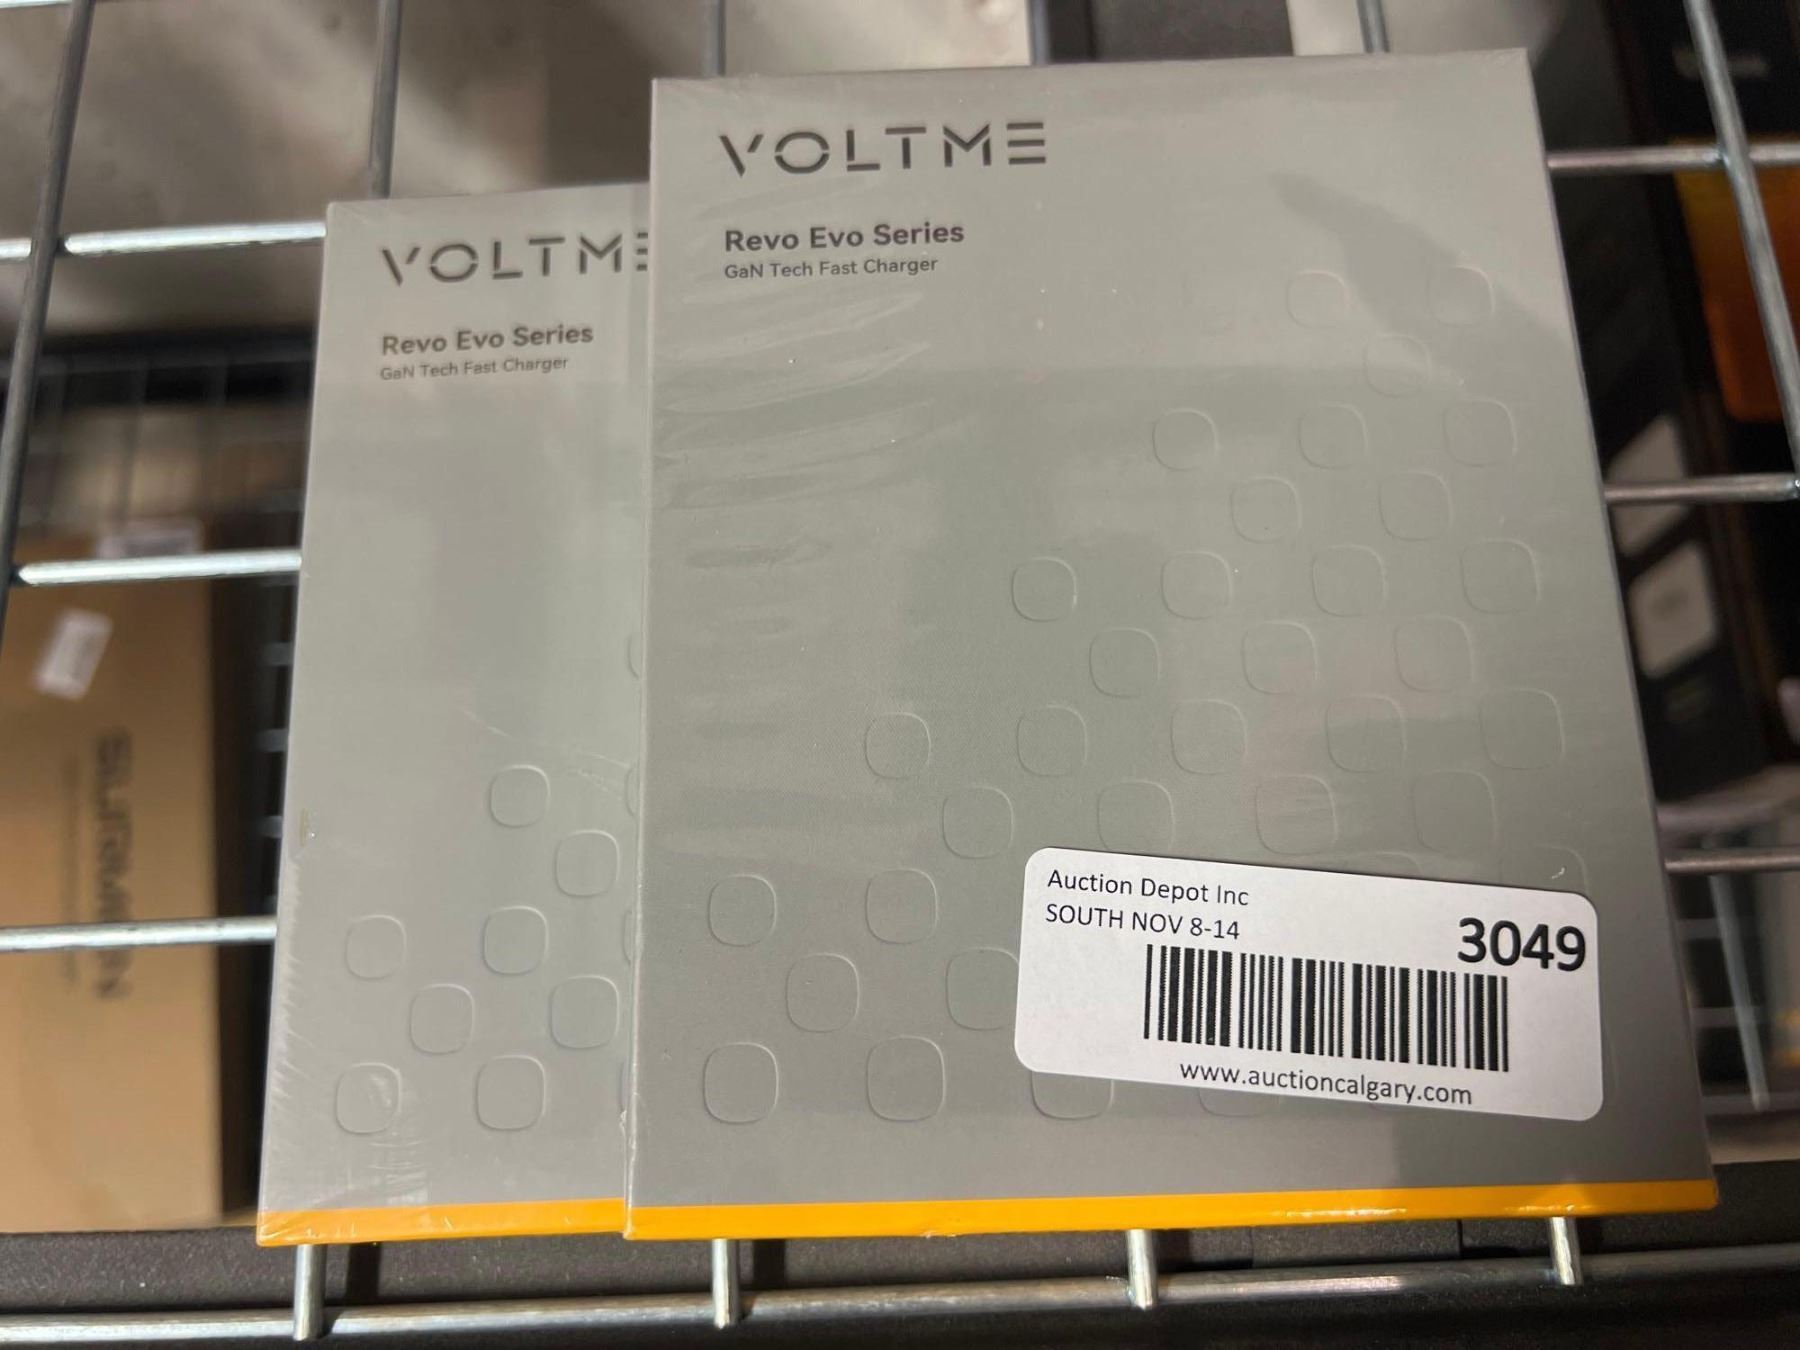 VOLTME
Revo Evo Series
GaN Tech Fast Charger
VOLTME
Revo Evo Series
GaN Tech Fast Charger
Auction Depot Inc
SOUTH NOV 8-14
3049
www.auctioncalgary.com